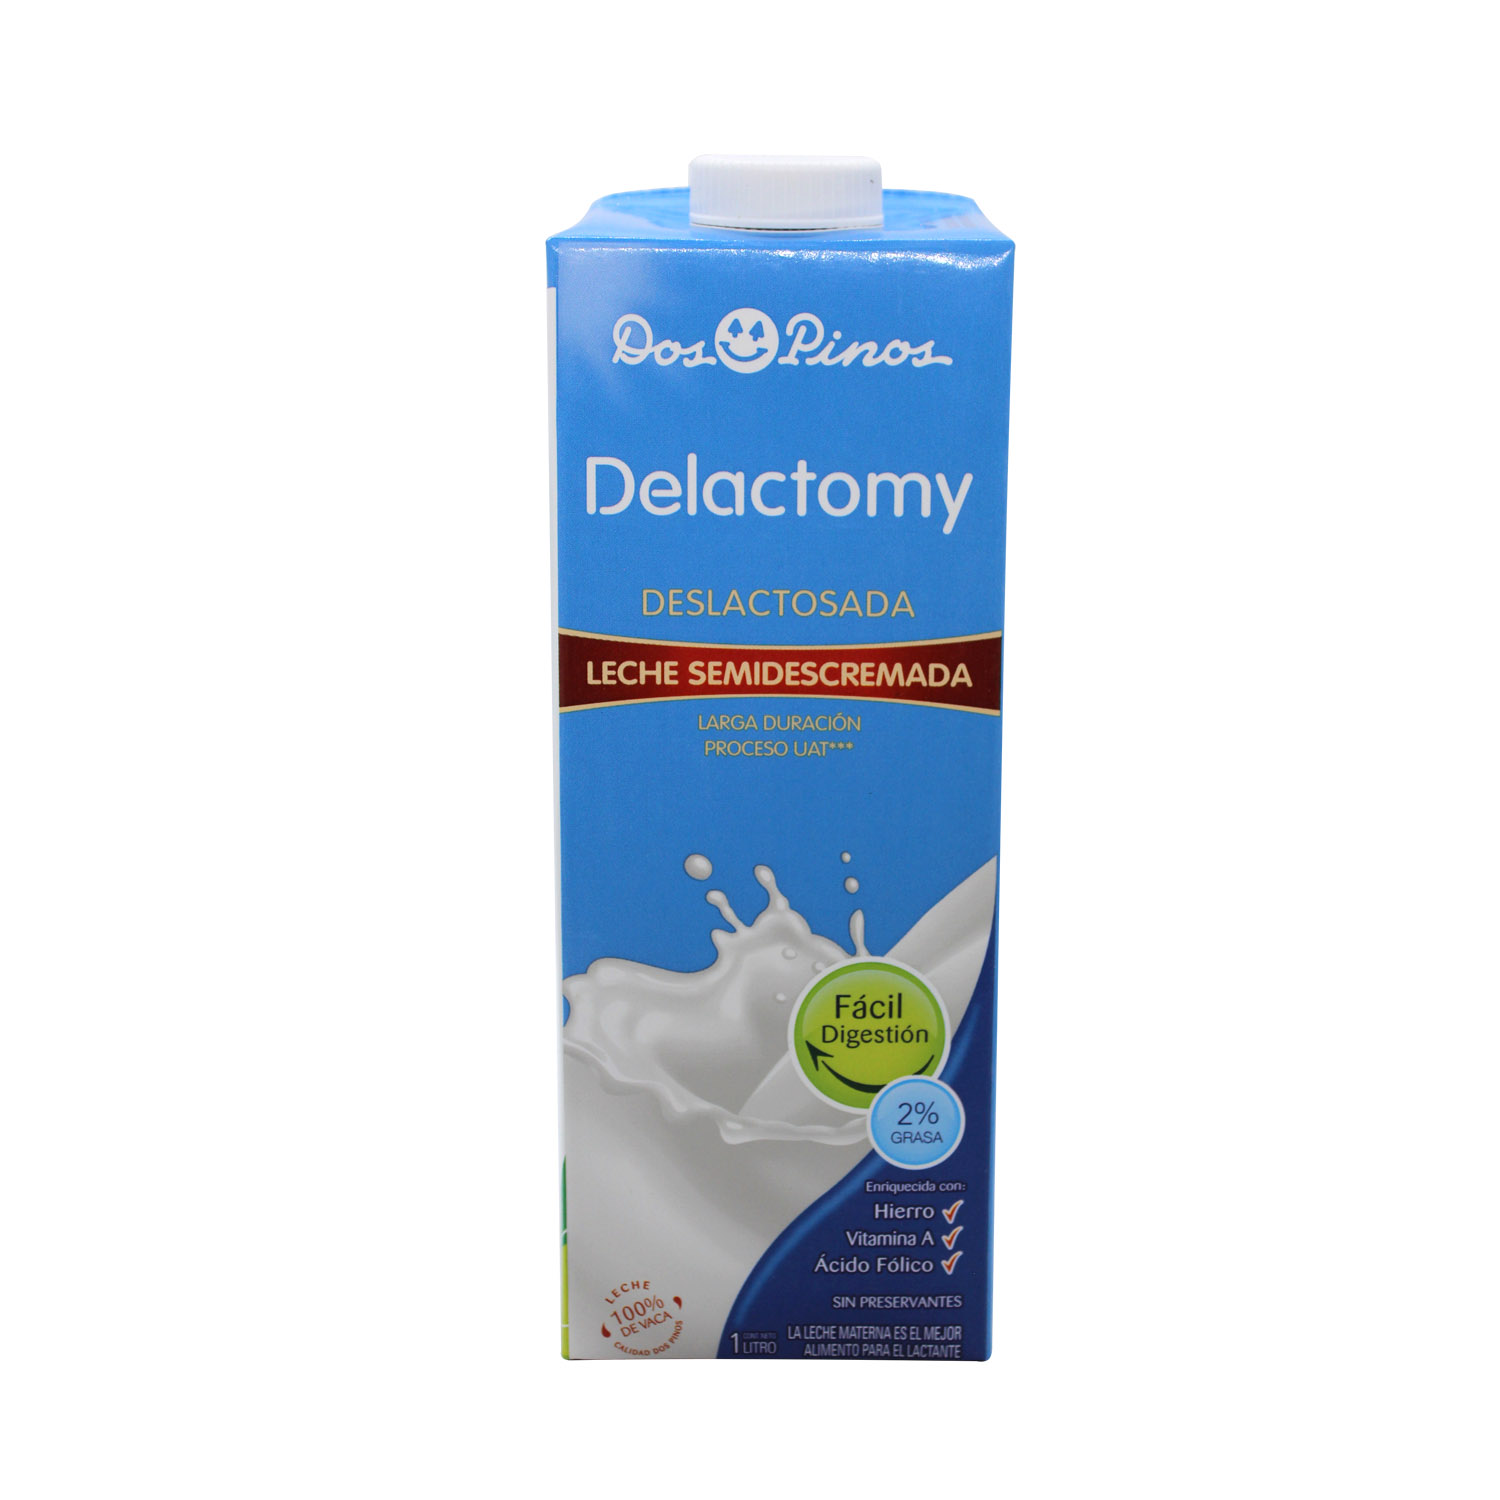 Dos Pinos
Delactomy
DESLACTOSADA
LECHE SEMIDESCREMADA
LARGA DURACIÓN
PROCESO UAT***
Fácil
Digestión
2%
GRASA
Enriquecida con:
Hierro
Vitamina A
Ácido Fólico
SIN PRESERVANTES
LECHE
100%
DE VACA
CALIDAD DOS PINOS
CONT. NETO
1 LITRO
LA LECHE MATERNA ES EL MEJOR
ALIMENTO PARA EL LACTANTE